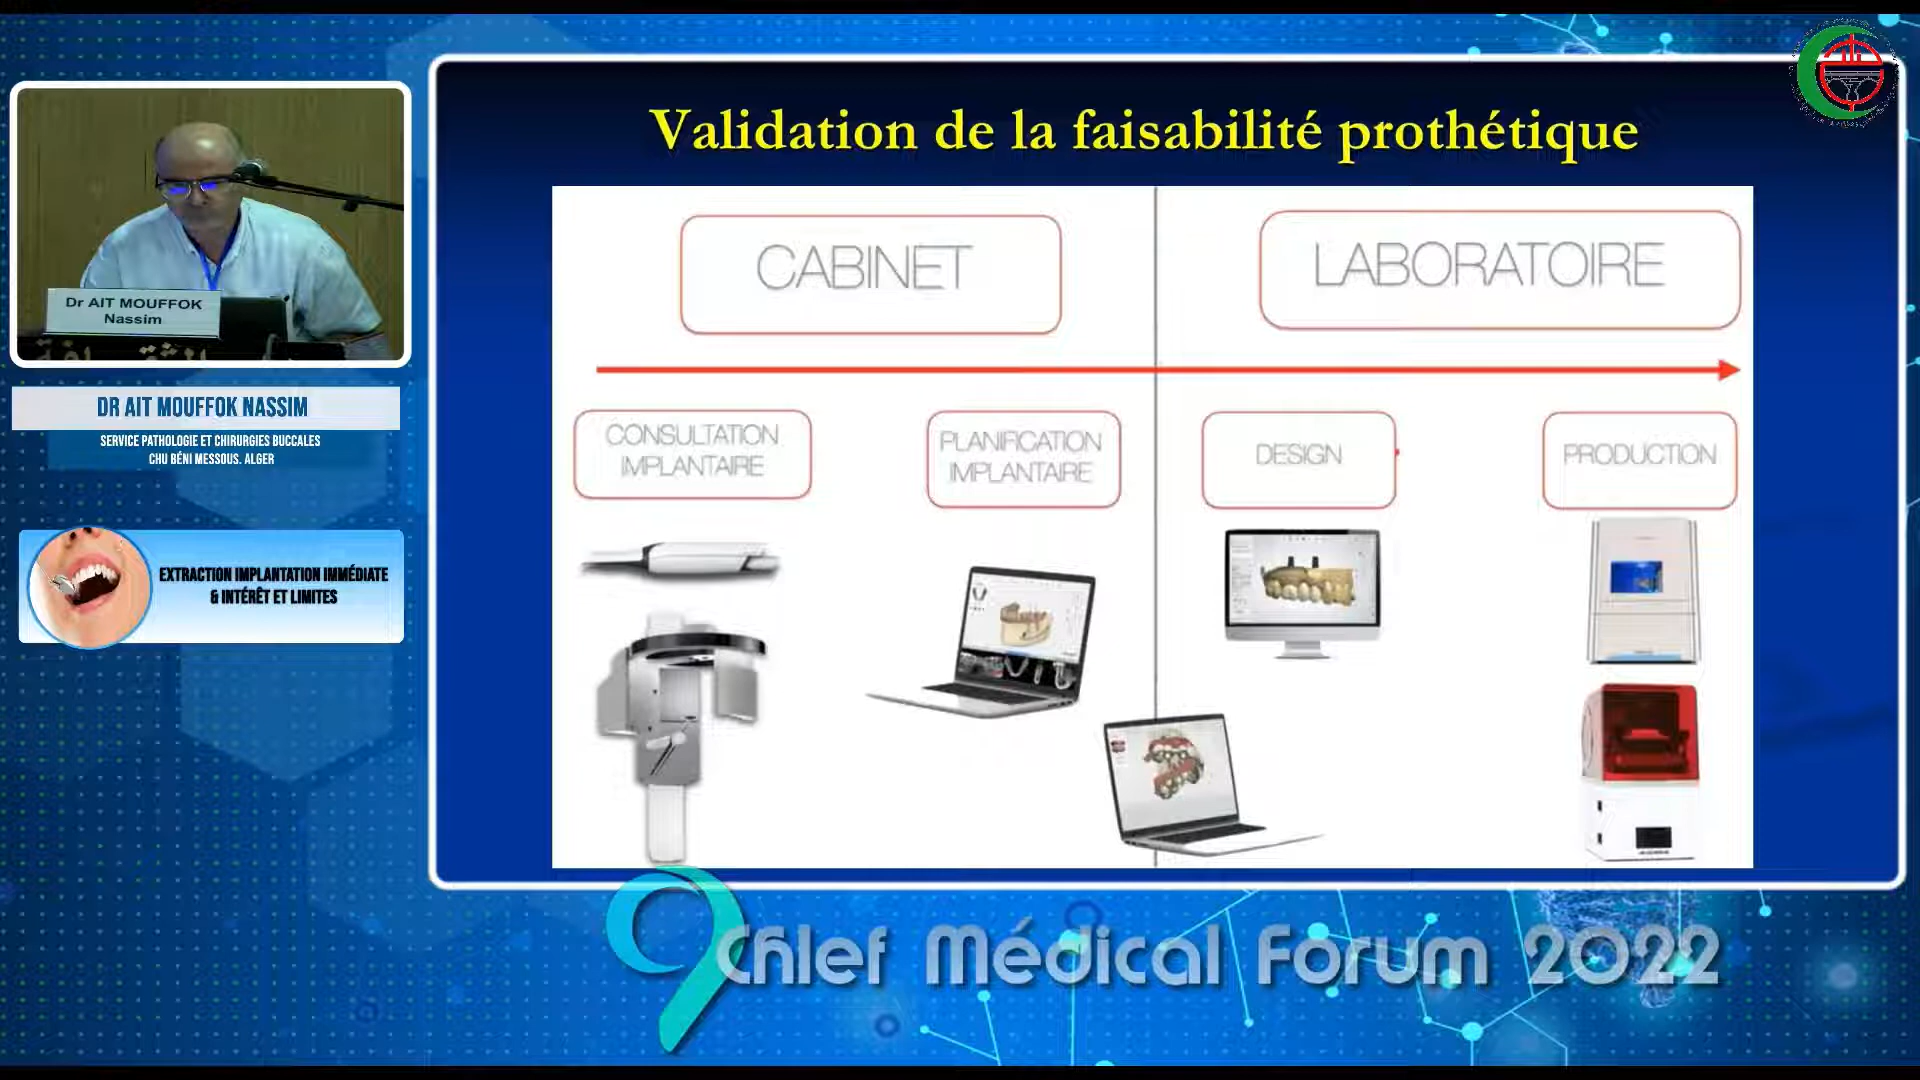 Validation de la faisabilité prothétique
CABINET
LABORATOIRE
CONSULTATION
IMPLANTAIRE
PLANIFICATION
IMPLANTAIRE
DESIGN
PRODUCTION
Dr AIT MOUFFOK
Nassim
DR AIT MOUFFOK NASSIM
SERVICE PATHOLOGIE ET CHIRURGIES BUCCALES
CHU BÉNI MESSOUS. ALGER
EXTRACTION IMPLANTATION IMMÉDIATE
& INTÉRÊT ET LIMITES
9 Chlef Médical Forum 2022